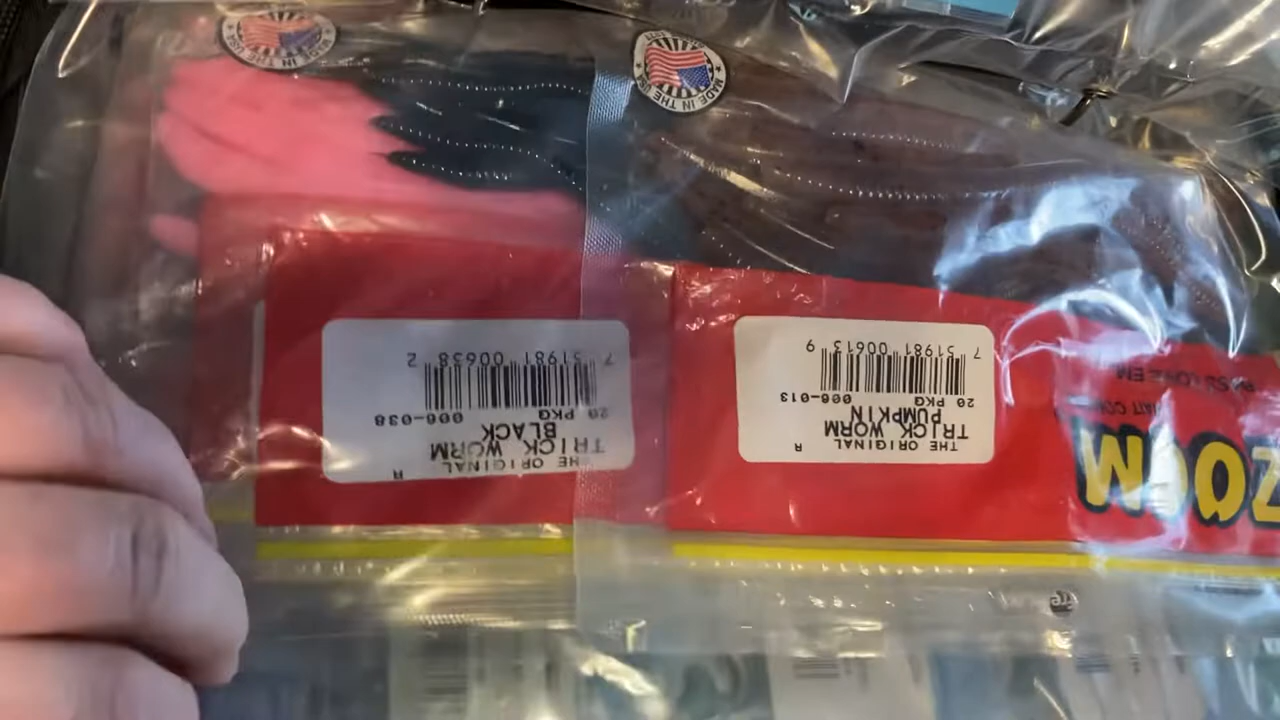 MADE IN THE USA
THE ORIGINAL R
TRICK WORM
BLACK
20 PKG 006-038
7 51981 00638 2
MADE IN THE USA
THE ORIGINAL R
TRICK WORM
PUMPKIN
20 PKG 006-013
7 51981 00613 9
ZOOM